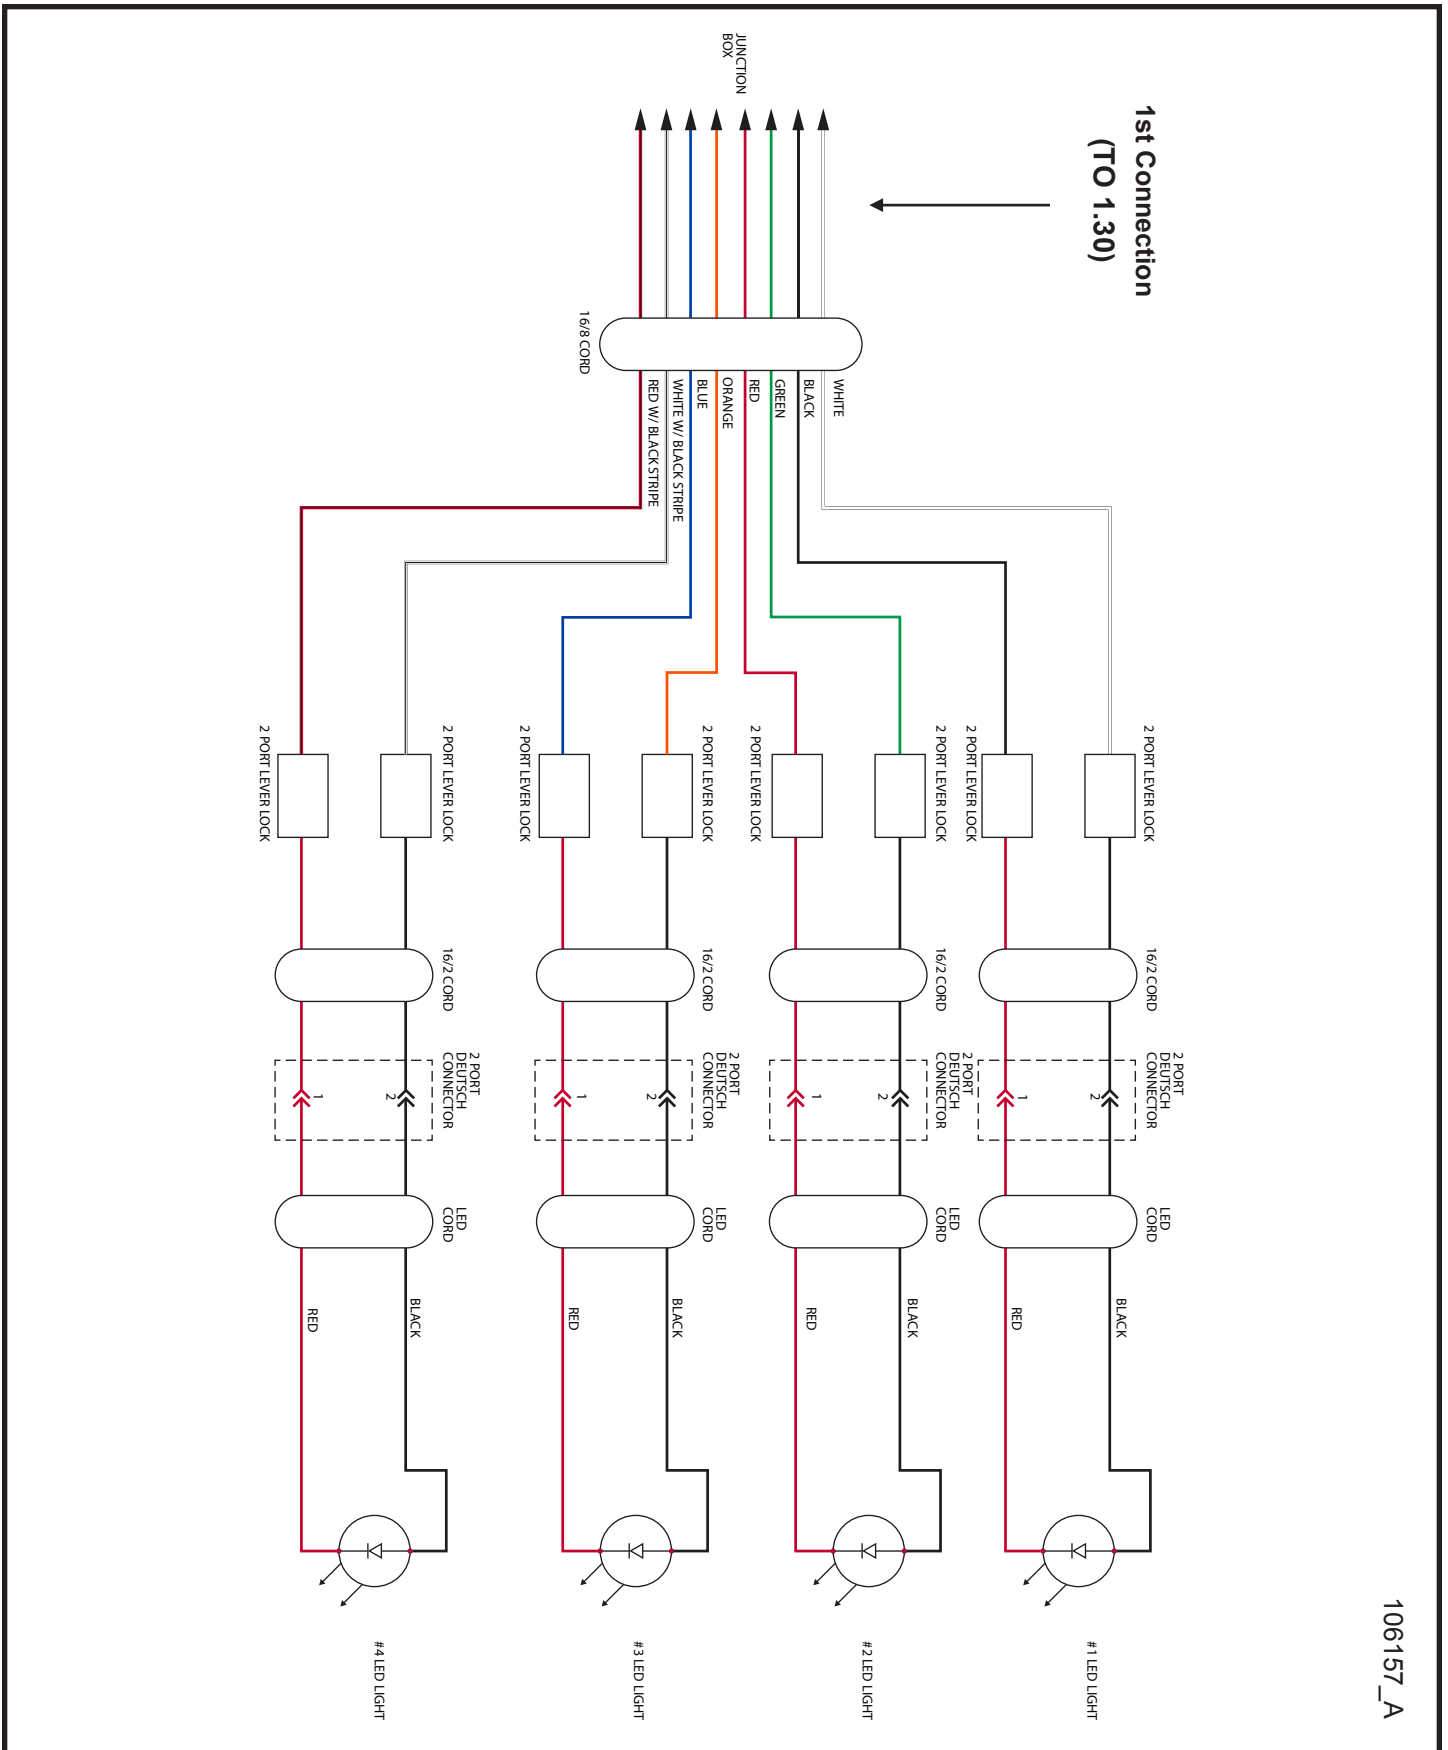 106157_A
1st Connection
(TO 1.30)
JUNCTION
BOX
16/8 CORD
WHITE
BLACK
GREEN
RED
ORANGE
BLUE
WHITE W/ BLACK STRIPE
RED W/ BLACK STRIPE
2 PORT LEVER LOCK
2 PORT LEVER LOCK
16/2 CORD
2 PORT
DEUTSCH
CONNECTOR
2
1
LED
CORD
BLACK
RED
#1 LED LIGHT
2 PORT LEVER LOCK
2 PORT LEVER LOCK
16/2 CORD
2 PORT
DEUTSCH
CONNECTOR
2
1
LED
CORD
BLACK
RED
#2 LED LIGHT
2 PORT LEVER LOCK
2 PORT LEVER LOCK
16/2 CORD
2 PORT
DEUTSCH
CONNECTOR
2
1
LED
CORD
BLACK
RED
#3 LED LIGHT
2 PORT LEVER LOCK
2 PORT LEVER LOCK
16/2 CORD
2 PORT
DEUTSCH
CONNECTOR
2
1
LED
CORD
BLACK
RED
#4 LED LIGHT